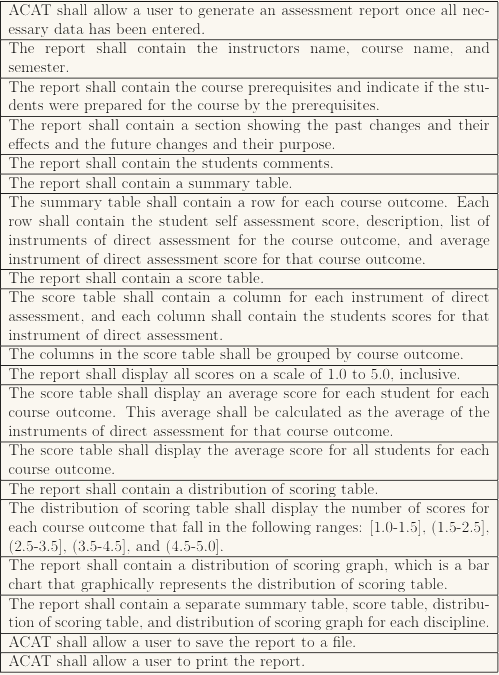 ACAT shall allow a user to generate an assessment report once all nec-
essary data has been entered.
The report shall contain the instructors name, course name, and
semester.
The report shall contain the course prerequisites and indicate if the stu-
dents were prepared for the course by the prerequisites.
The report shall contain a section showing the past changes and their
effects and the future changes and their purpose.
The report shall contain the students comments.
The report shall contain a summary table.
The summary table shall contain a row for each course outcome. Each
row shall contain the student self assessment score, description, list of
instruments of direct assessment for the course outcome, and average
instrument of direct assessment score for that course outcome.
The report shall contain a score table.
The score table shall contain a column for each instrument of direct
assessment, and each column shall contain the students scores for that
instrument of direct assessment.
The columns in the score table shall be grouped by course outcome.
The report shall display all scores on a scale of 1.0 to 5.0, inclusive.
The score table shall display an average score for each student for each
course outcome. This average shall be calculated as the average of the
instruments of direct assessment for that course outcome.
The score table shall display the average score for all students for each
course outcome.
The report shall contain a distribution of scoring table.
The distribution of scoring table shall display the number of scores for
each course outcome that fall in the following ranges: [1.0-1.5], (1.5-2.5],
(2.5-3.5], (3.5-4.5], and (4.5-5.0].
The report shall contain a distribution of scoring graph, which is a bar
chart that graphically represents the distribution of scoring table.
The report shall contain a separate summary table, score table, distribu-
tion of scoring table, and distribution of scoring graph for each discipline.
ACAT shall allow a user to save the report to a file.
ACAT shall allow a user to print the report.